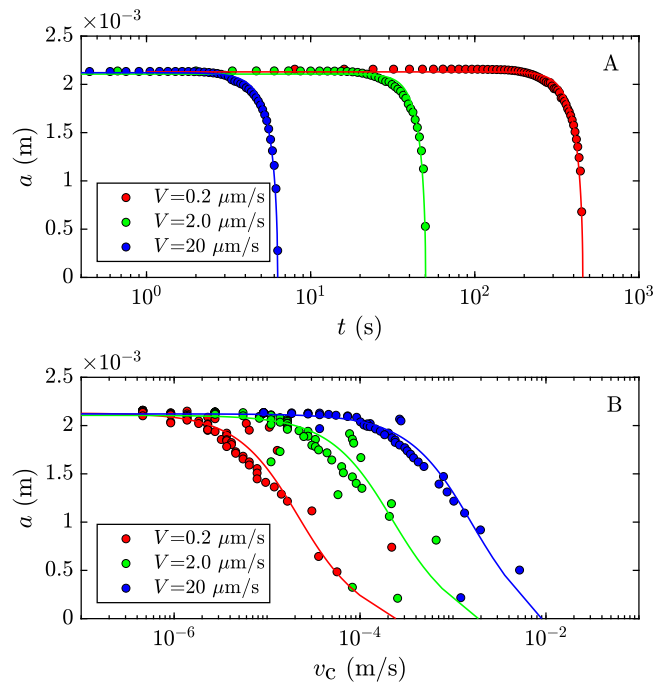 ×10⁻³
2.5
2
1.5
1
0.5
0
a (m)
A
V=0.2 μm/s
V=2.0 μm/s
V=20 μm/s
10⁰ 10¹ 10² 10³
t (s)
×10⁻³
2.5
2
1.5
1
0.5
0
a (m)
B
V=0.2 μm/s
V=2.0 μm/s
V=20 μm/s
10⁻⁶ 10⁻⁴ 10⁻²
v_c (m/s)